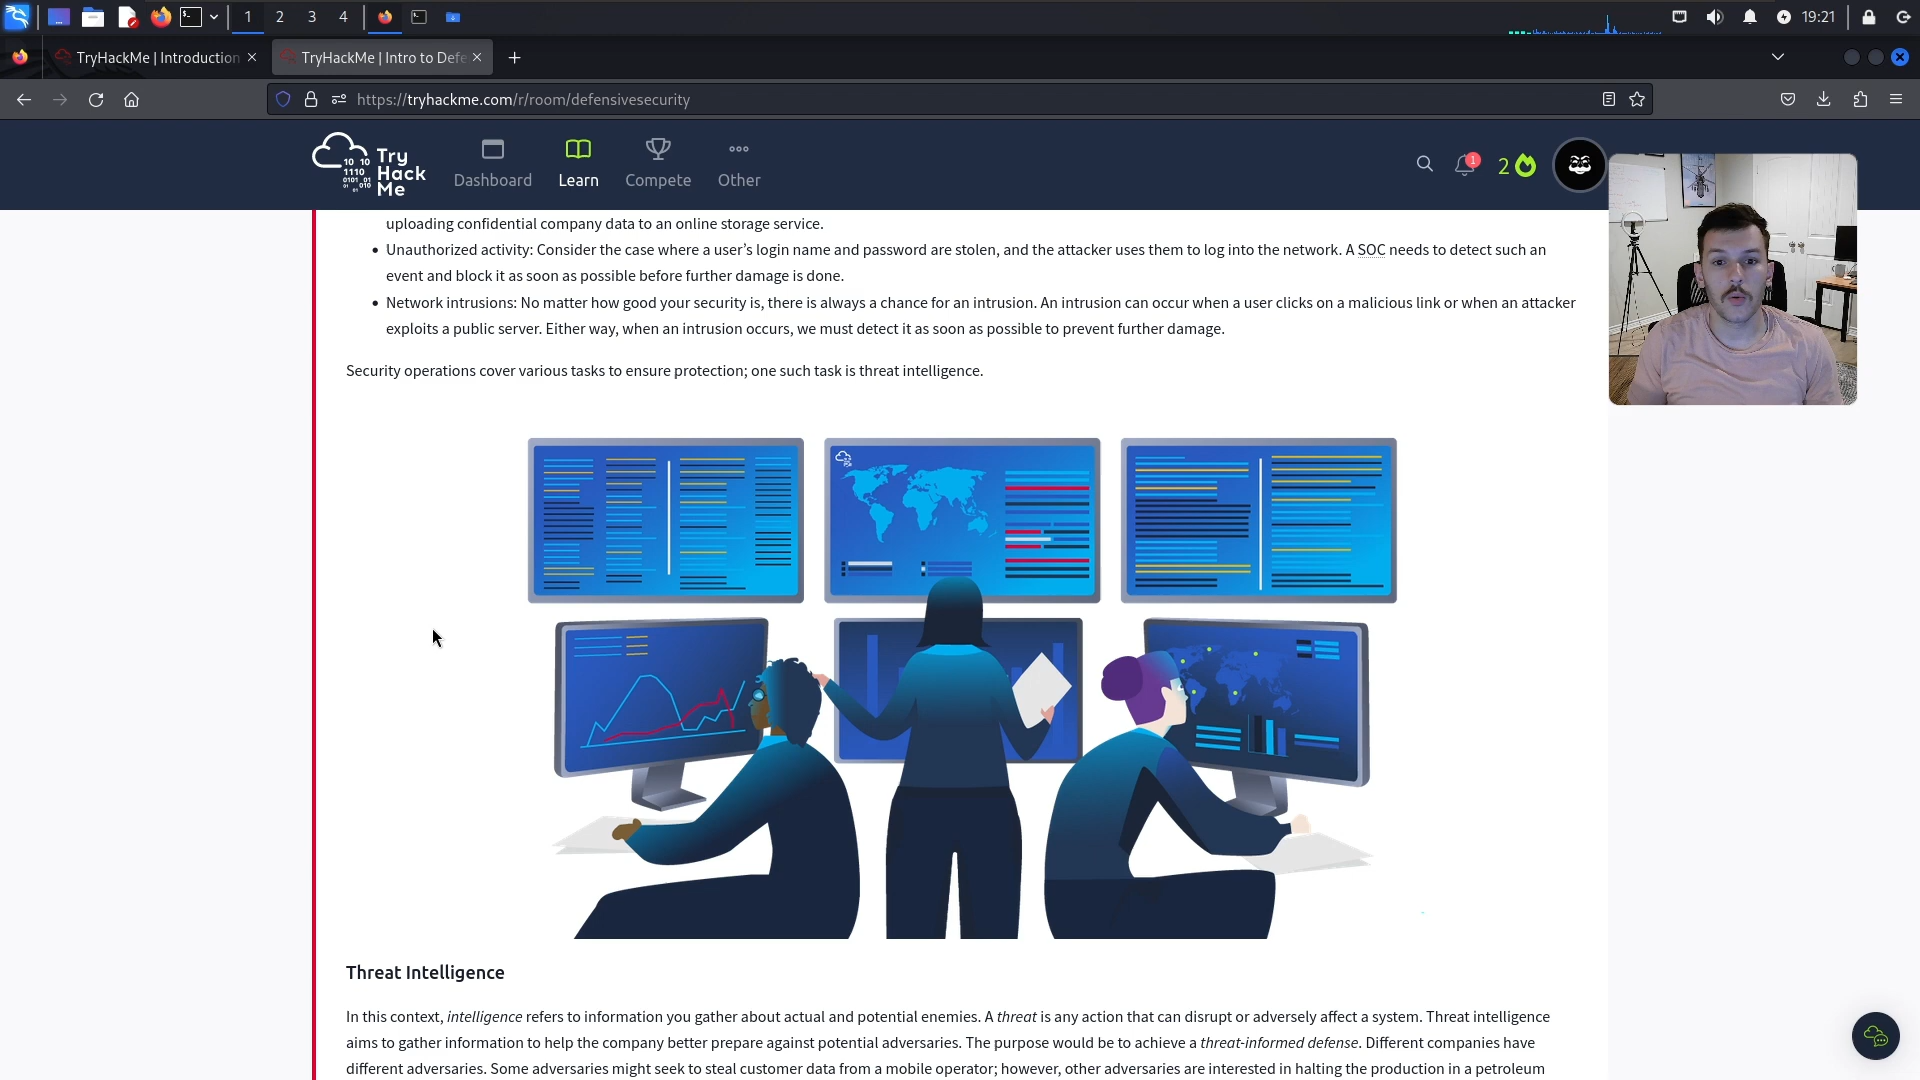 1 2 3 4 19:21
TryHackMe | Introduction
TryHackMe | Intro to Defe
https://tryhackme.com/r/room/defensivesecurity
Try
Hack
Me
10 10
1110
0101 01
01 010
Dashboard Learn Compete Other
1
2
uploading confidential company data to an online storage service.
• Unauthorized activity: Consider the case where a user’s login name and password are stolen, and the attacker uses them to log into the network. A SOC needs to detect such an
event and block it as soon as possible before further damage is done.
• Network intrusions: No matter how good your security is, there is always a chance for an intrusion. An intrusion can occur when a user clicks on a malicious link or when an attacker
exploits a public server. Either way, when an intrusion occurs, we must detect it as soon as possible to prevent further damage.
Security operations cover various tasks to ensure protection; one such task is threat intelligence.
Threat Intelligence
In this context, intelligence refers to information you gather about actual and potential enemies. A threat is any action that can disrupt or adversely affect a system. Threat intelligence
aims to gather information to help the company better prepare against potential adversaries. The purpose would be to achieve a threat-informed defense. Different companies have
different adversaries. Some adversaries might seek to steal customer data from a mobile operator; however, other adversaries are interested in halting the production in a petroleum